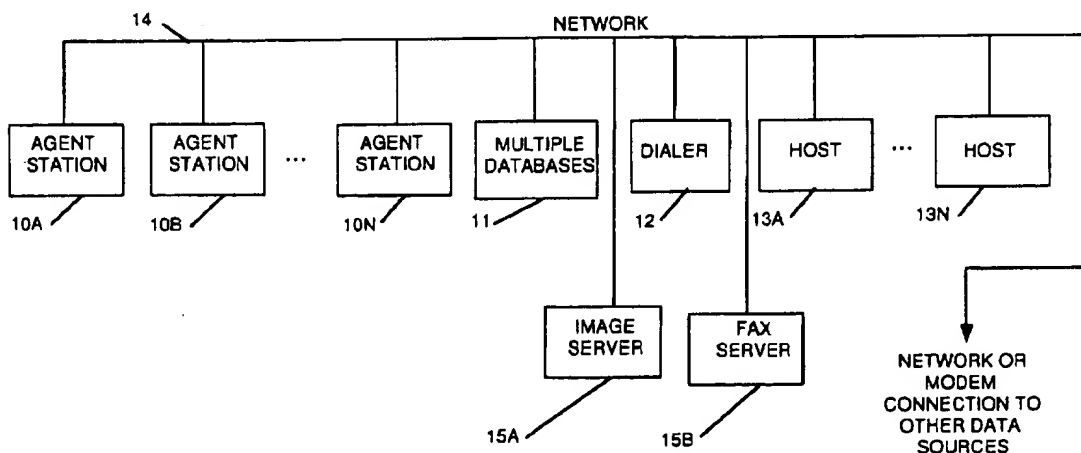 14
NETWORK
AGENT
STATION
AGENT
STATION
...
AGENT
STATION
MULTIPLE
DATABASES
DIALER
HOST
...
HOST
10A
10B
10N
11
12
13A
13N
IMAGE
SERVER
FAX
SERVER
15A
15B
NETWORK OR
MODEM
CONNECTION TO
OTHER DATA
SOURCES